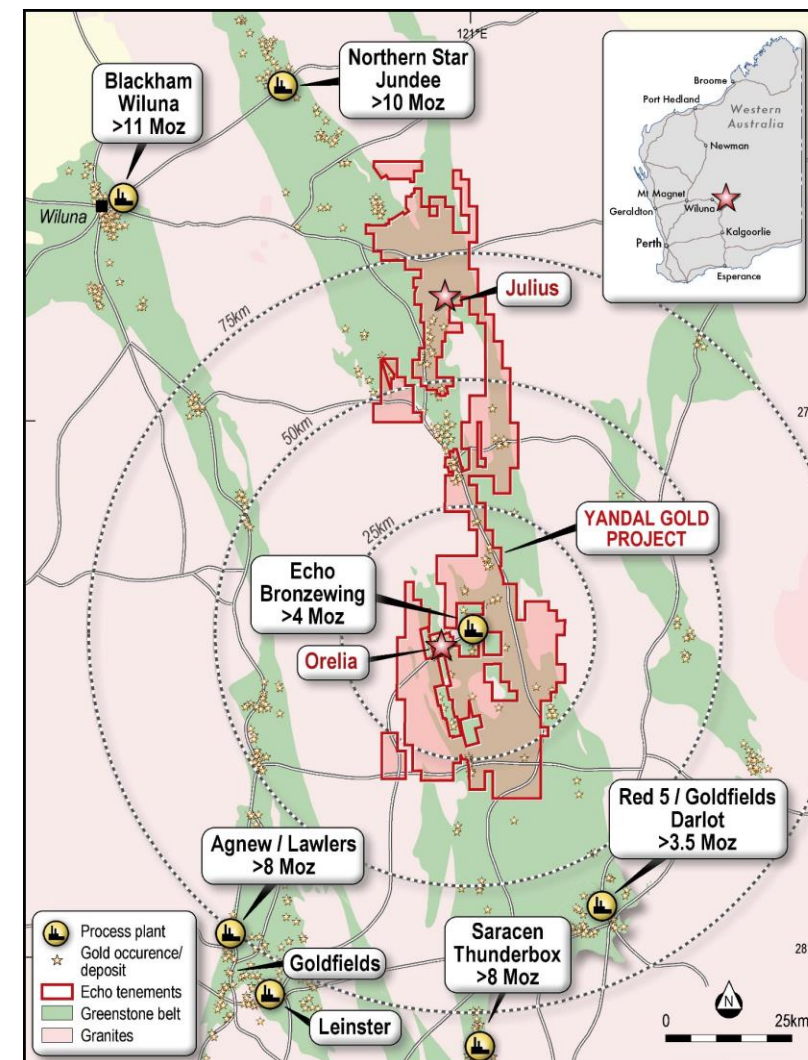 121°E
Northern Star
Jundee
>10 Moz
Blackham
Wiluna
>11 Moz
Wiluna
Broome
Port Hedland
Western
Australia
Newman
Mt Magnet
Wiluna
Geraldton
Kalgoorlie
Perth
Esperance
Julius
75km
50km
27
25km
YANDAL GOLD
PROJECT
Echo
Bronzewing
>4 Moz
Orelia
Red 5 / Goldfields
Darlot
>3.5 Moz
Agnew / Lawlers
>8 Moz
Saracen
Thunderbox
>8 Moz
28
Goldfields
Leinster
Process plant
Gold occurence/
deposit
Echo tenements
Greenstone belt
Granites
N
0 25km